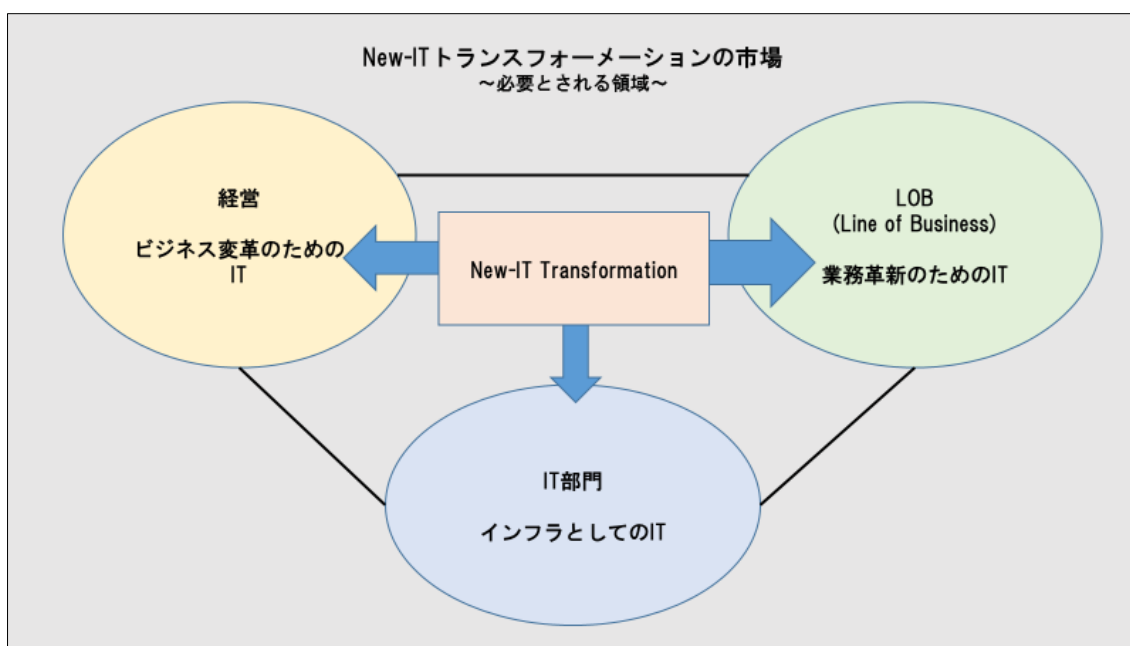 New-ITトランスフォーメーションの市場
～必要とされる領域～
経営
ビジネス変革のための
IT
New-IT Transformation
LOB
(Line of Business)
業務革新のためのIT
IT部門
インフラとしてのIT